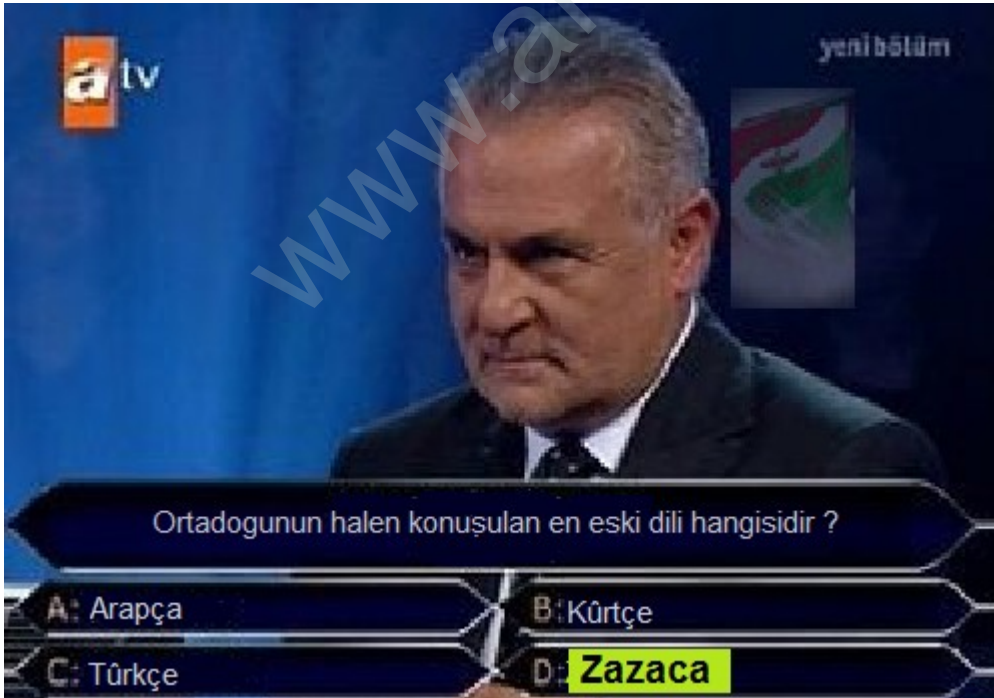 a tv
yeni bölüm
www.a
Ortadogunun halen konuşulan en eski dili hangisidir ?
A: Arapça
B: Kûrtçe
C: Tûrkçe
D: Zazaca